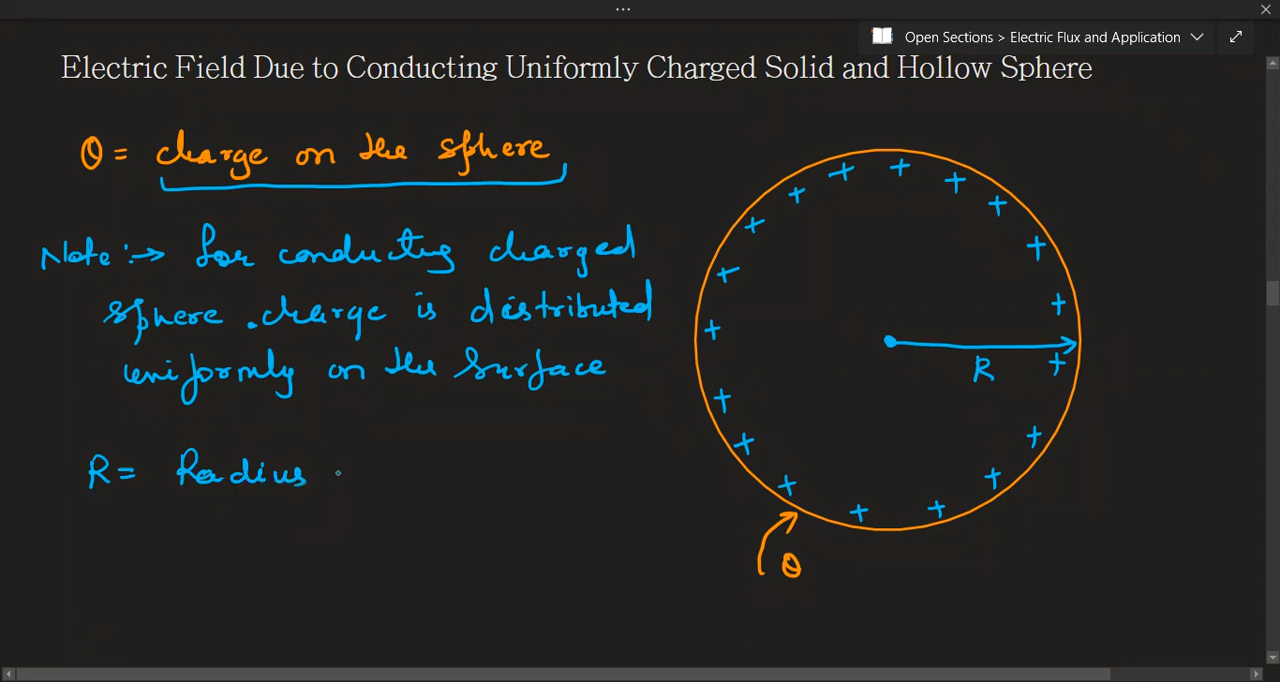 Open Sections > Electric Flux and Application
Electric Field Due to Conducting Uniformly Charged Solid and Hollow Sphere
Q = charge on the sphere
Note :→ for conducting charged
sphere . charge is distributed
uniformly on the surface
R = Radius
R
Q